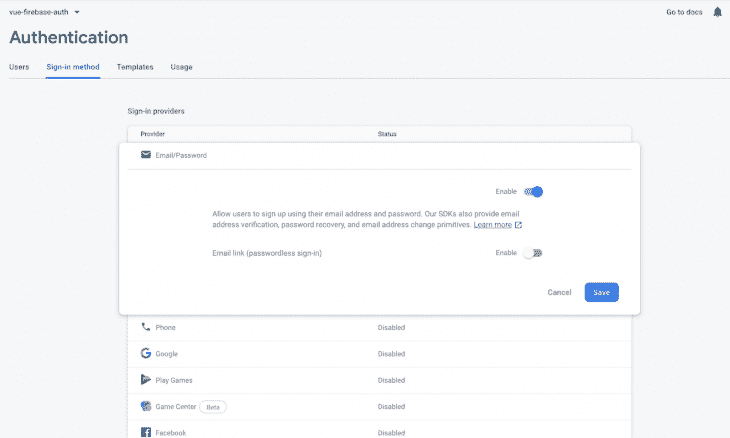 vue-firebase-auth
Go to docs
Authentication
Users Sign-in method Templates Usage
Sign-in providers
Provider Status
Email/Password
Enable
Allow users to sign up using their email address and password. Our SDKs also provide email
address verification, password recovery, and email address change primitives. Learn more
Email link (passwordless sign-in) Enable
Cancel Save
Phone Disabled
Google Disabled
Play Games Disabled
Game Center Beta Disabled
Facebook Disabled